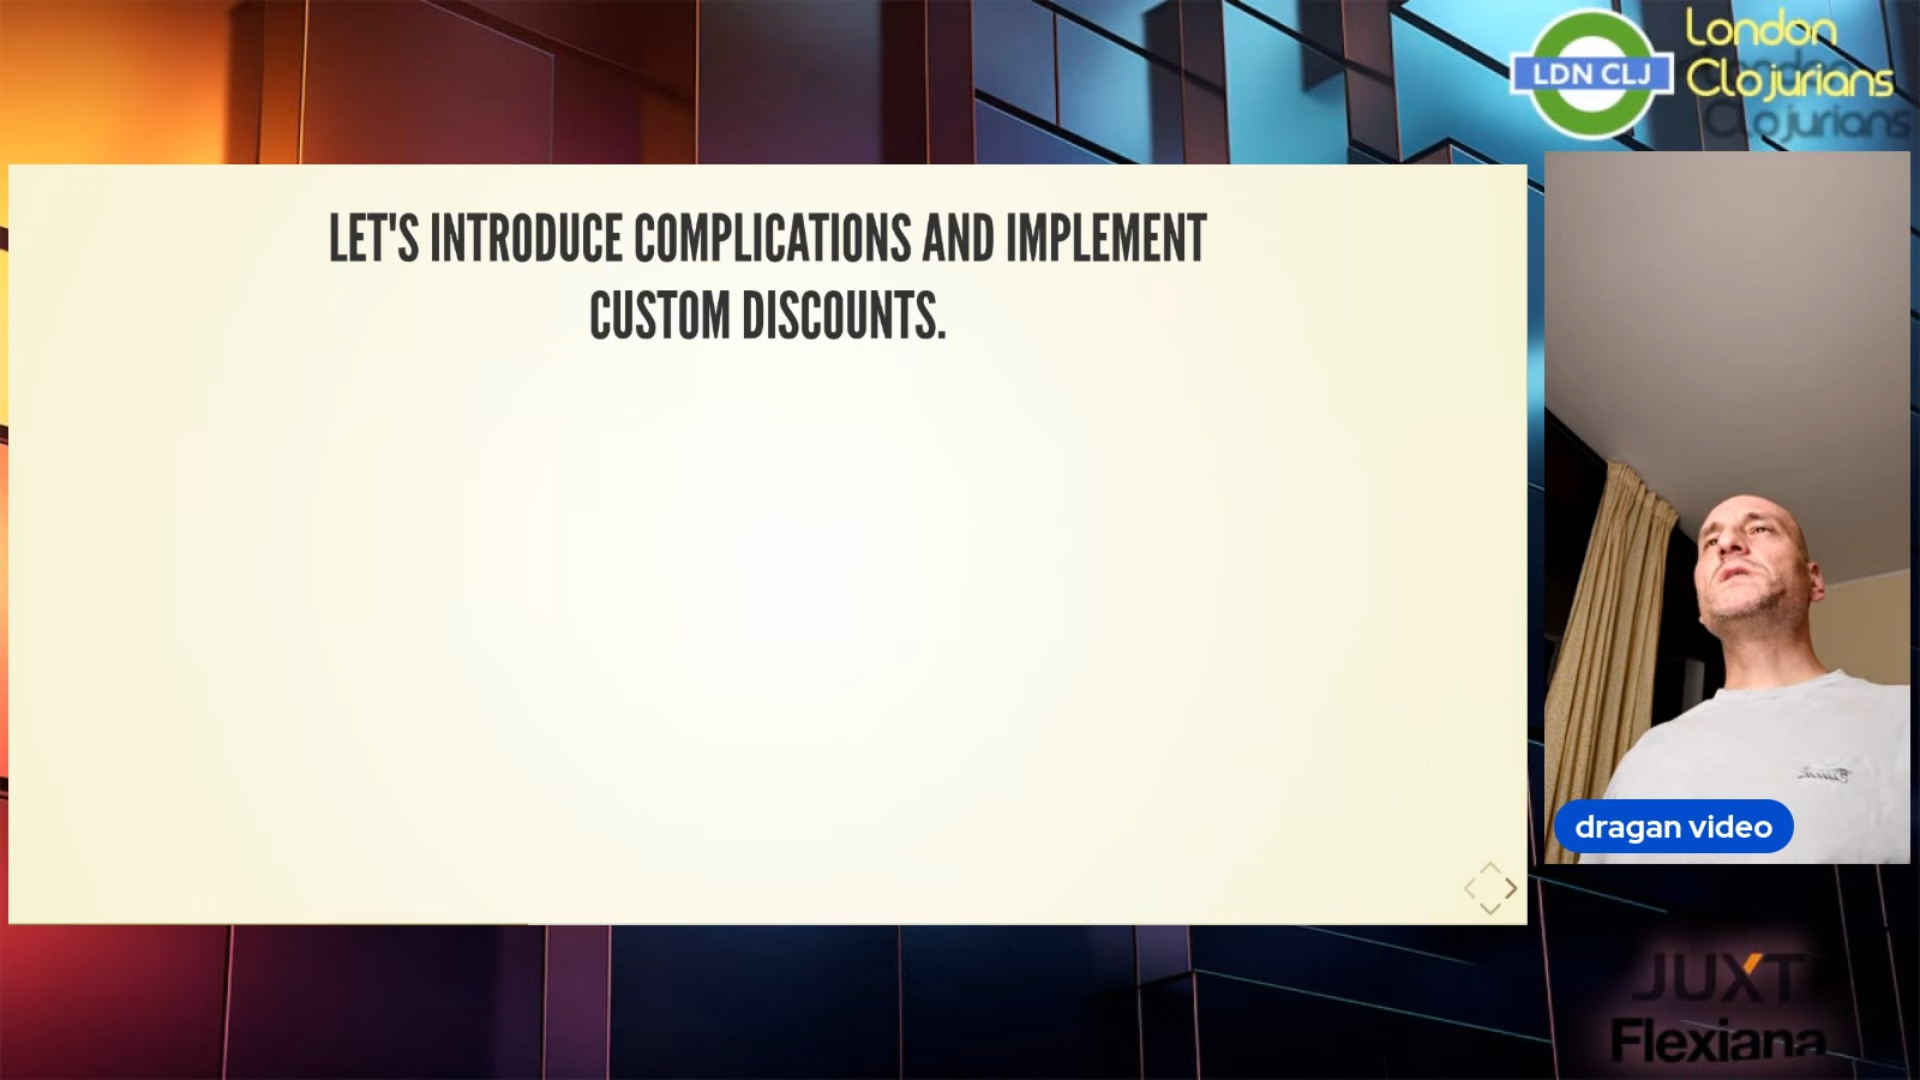 London
LDN CLJ
Clojurians
LET'S INTRODUCE COMPLICATIONS AND IMPLEMENT
CUSTOM DISCOUNTS.
dragan video
JUXT
Flexiana